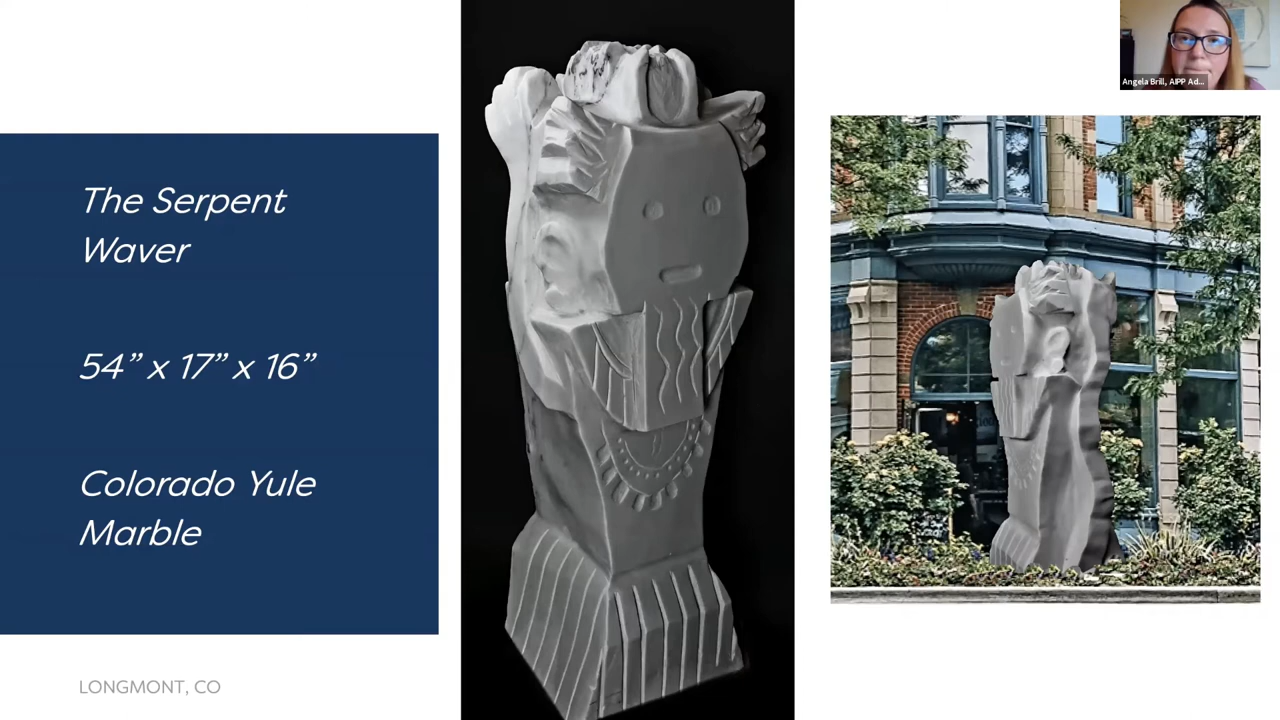 The Serpent
Waver
54” x 17” x 16”
Colorado Yule
Marble
LONGMONT, CO
Angela Brill, AIPP Ad...